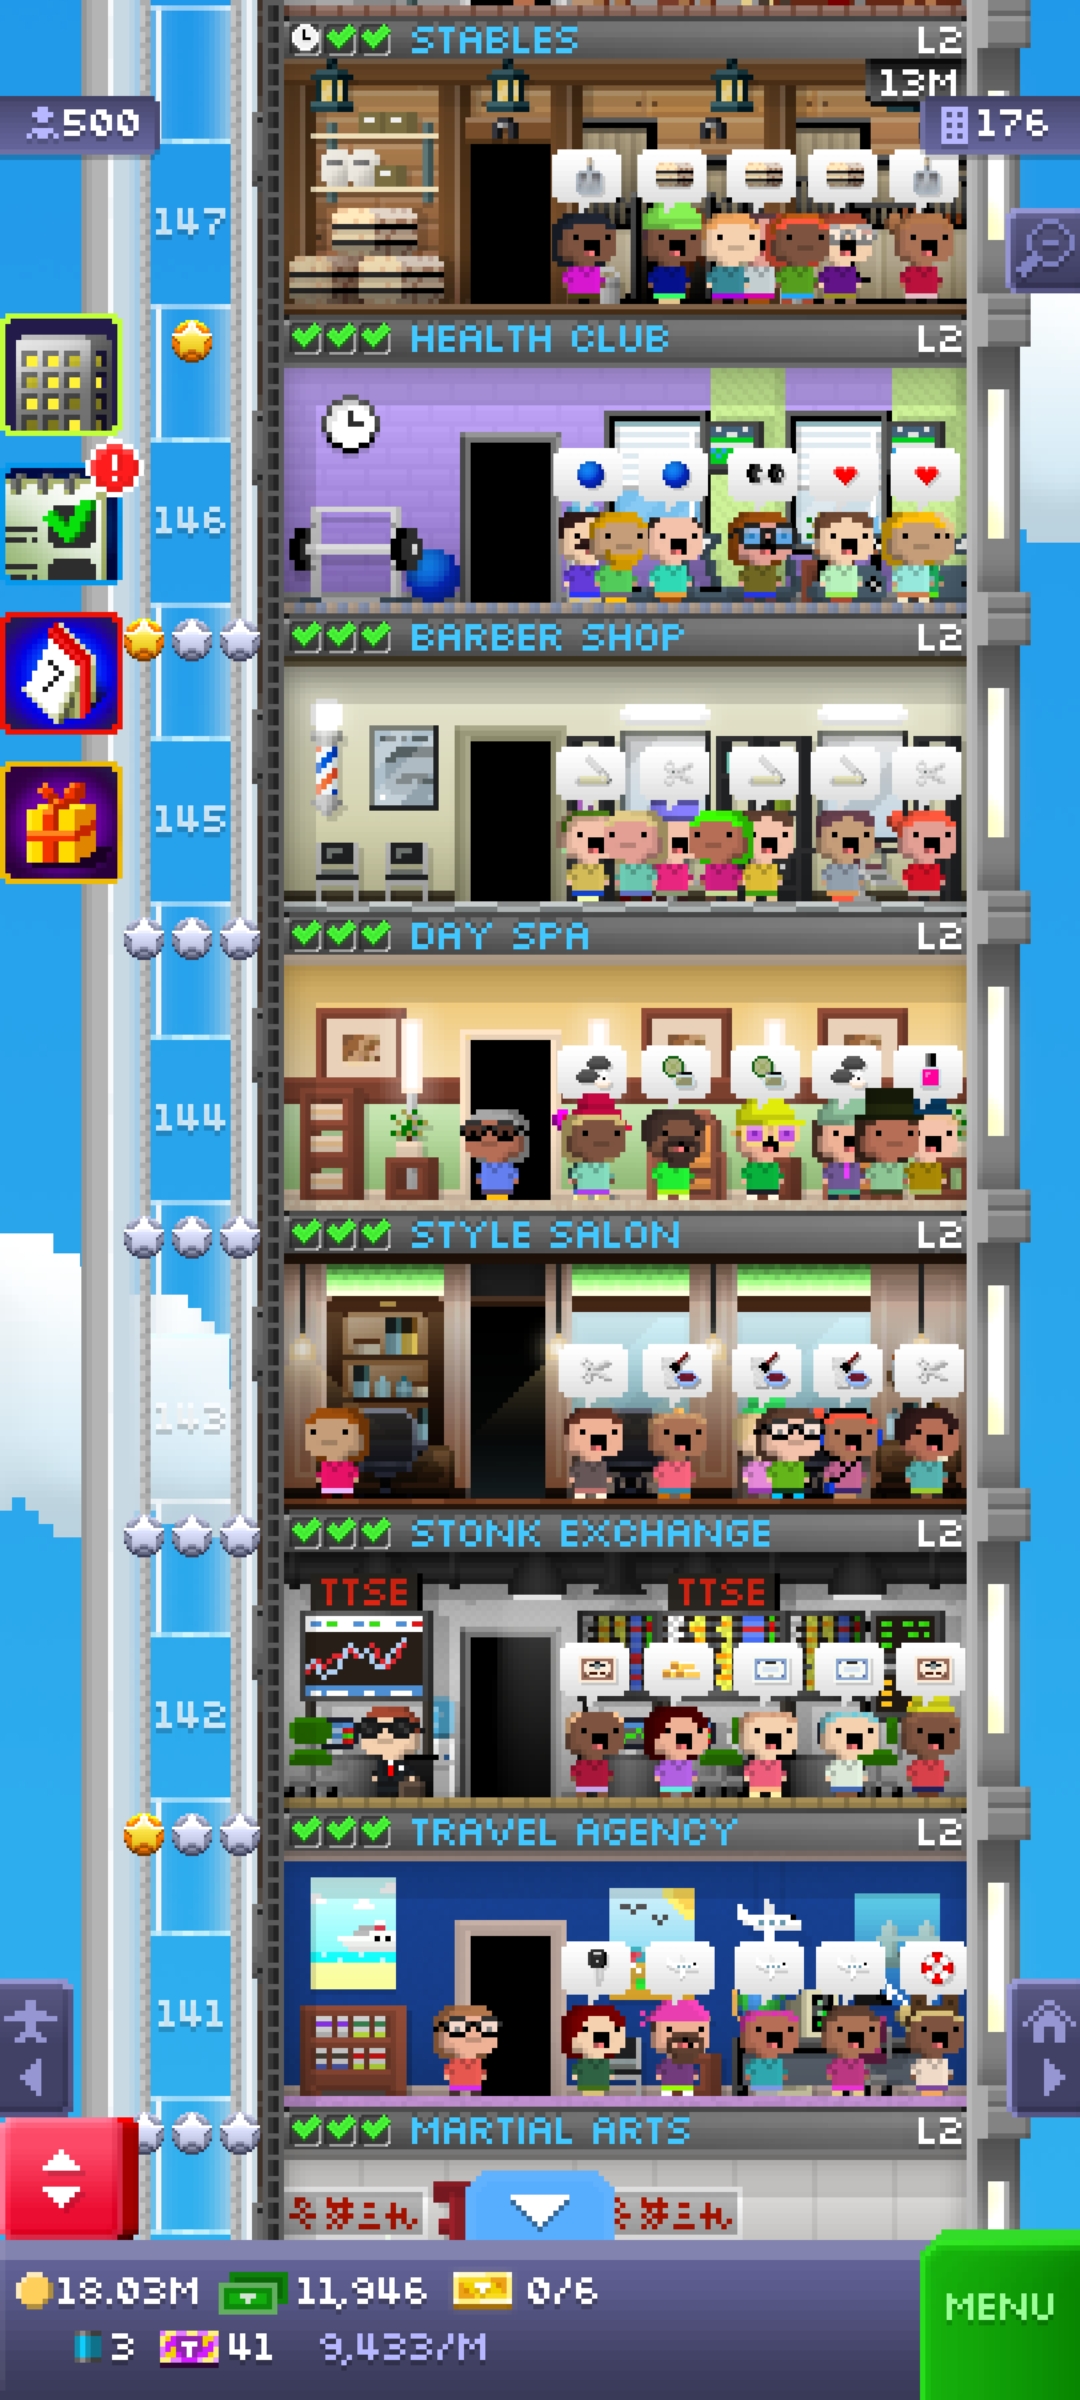 STABLES L2
13M
500
176
147
HEALTH CLUB L2
146
BARBER SHOP L2
145
DAY SPA L2
144
STYLE SALON L2
143
STONK EXCHANGE L2
TTSE TTSE
142
TRAVEL AGENCY L2
141
MARTIAL ARTS L2
18.03M 11,946 0/6
MENU
3 41 9,433/M